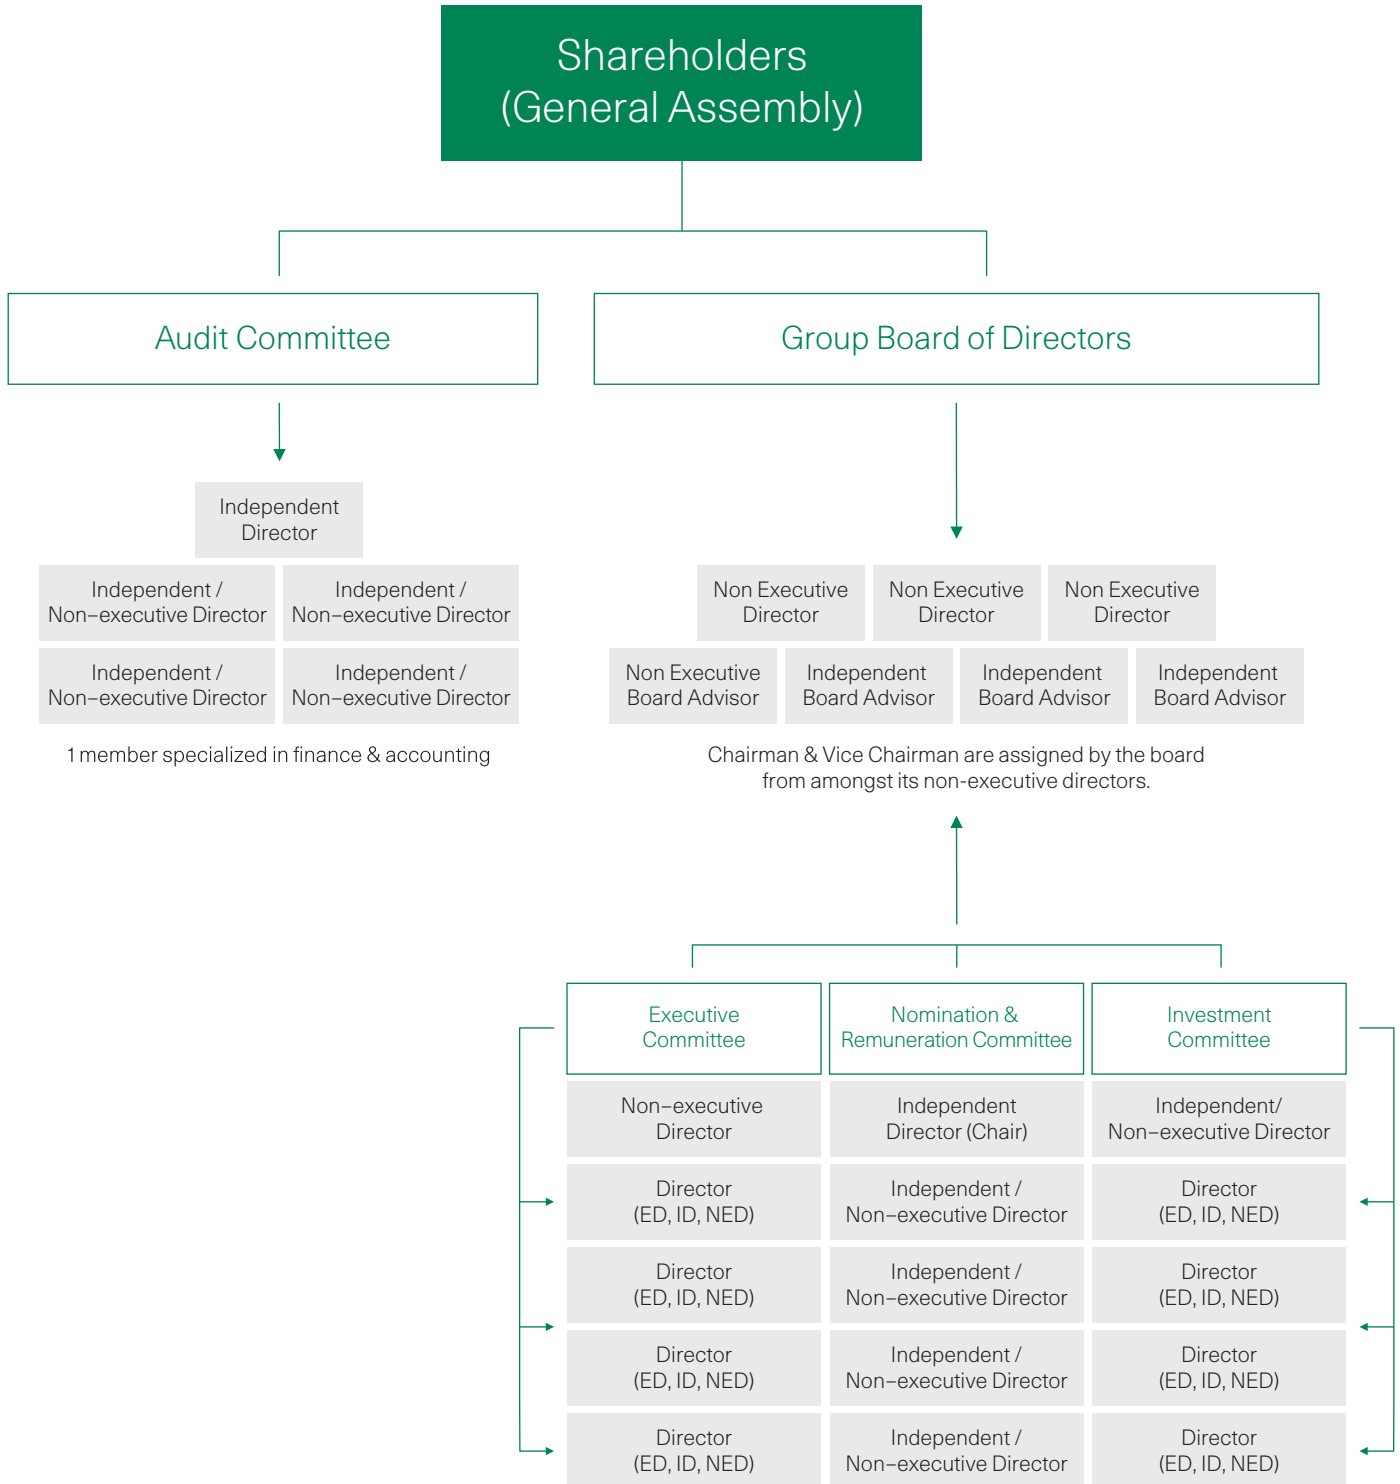 Shareholders
(General Assembly)
Audit Committee
Group Board of Directors
Independent
Director
Independent /
Non–executive Director
Independent /
Non–executive Director
Independent /
Non–executive Director
Independent /
Non–executive Director
1 member specialized in finance & accounting
Non Executive
Director
Non Executive
Director
Non Executive
Director
Non Executive
Board Advisor
Independent
Board Advisor
Independent
Board Advisor
Independent
Board Advisor
Chairman & Vice Chairman are assigned by the board
from amongst its non-executive directors.
Executive
Committee
Nomination &
Remuneration Committee
Investment
Committee
Non–executive
Director
Independent
Director (Chair)
Independent/
Non–executive Director
Director
(ED, ID, NED)
Independent /
Non–executive Director
Director
(ED, ID, NED)
Director
(ED, ID, NED)
Independent /
Non–executive Director
Director
(ED, ID, NED)
Director
(ED, ID, NED)
Independent /
Non–executive Director
Director
(ED, ID, NED)
Director
(ED, ID, NED)
Independent /
Non–executive Director
Director
(ED, ID, NED)